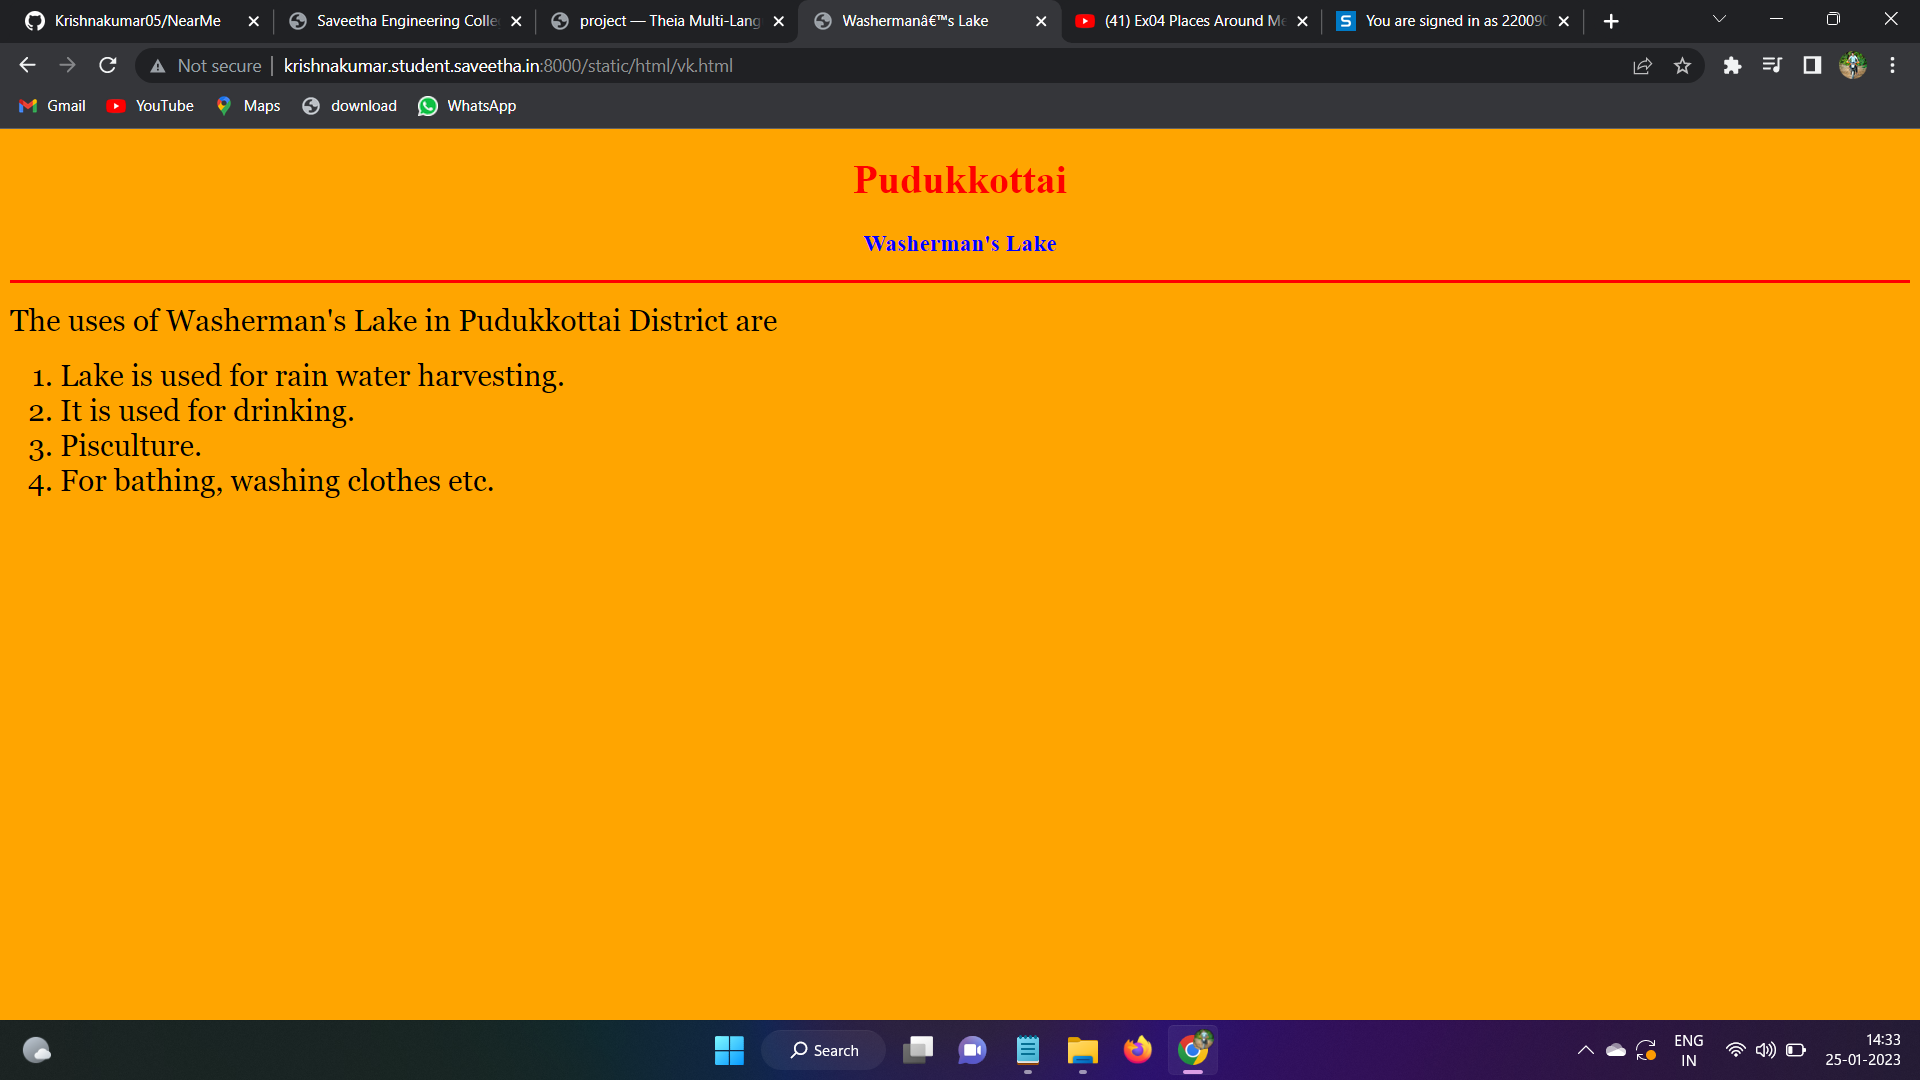 Krishnakumar05/NearMe
Saveetha Engineering Colle
project — Theia Multi-Lang
Washermanâ€™s Lake
(41) Ex04 Places Around Me
You are signed in as 22009
Not secure
krishnakumar.student.saveetha.in:8000/static/html/vk.html
Gmail
YouTube
Maps
download
WhatsApp
Pudukkottai
Washerman's Lake
The uses of Washerman's Lake in Pudukkottai District are
1. Lake is used for rain water harvesting.
2. It is used for drinking.
3. Pisculture.
4. For bathing, washing clothes etc.
Search
ENG
IN
14:33
25-01-2023